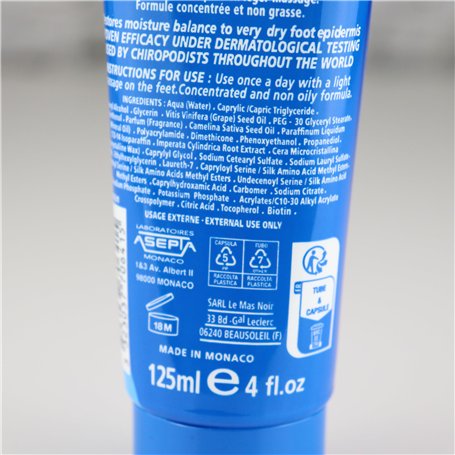 Formule concentrée et non grasse.
restores moisture balance to very dry foot epidermis
PROVEN EFFICACY UNDER DERMATOLOGICAL TESTING
USED BY CHIROPODISTS THROUGHOUT THE WORLD
INSTRUCTIONS FOR USE: Use once a day with a light
massage on the feet.Concentrated and non oily formula.
INGREDIENTS: Aqua (Water), Caprylic/Capric Triglyceride,
Alcohol, Glycerin, Vitis Vinifera (Grape) Seed Oil, PEG - 30 Glyceryl Stearate,
Parfum (Fragrance), Camelina Sativa Seed Oil, Paraffinum Liquidum
Oil), Polyacrylamide, Dimethicone, Phenoxyethanol, Propanediol,
Isoparaffin, Imperata Cylindrica Root Extract, Cera Microcristallina
Caprylyl Glycol, Sodium Cetearyl Sulfate, Sodium Lauryl Sulfate,
Ethylhexylglycerin, Laureth-7, Capryleoyl Serine / Silk Amino Acid Methyl Esters,
Amino Acids Methyl Esters, Undecenoyl Serine / Silk Amino Acid
Methyl Esters, Caprylhydroxamic Acid, Carbomer, Sodium Citrate,
Potassium Phosphate, Acrylates/C10-30 Alkyl Acrylate
Crosspolymer, Citric Acid, Tocopherol, Biotin.
USAGE EXTERNE - EXTERNAL USE ONLY
LABORATOIRES
ASEPTA
MONACO
1&3 Av. Albert II
98000 MONACO
CAPSULA
5
PP
RACCOLTA
PLASTICA
TUBE
7
RACCOLTA
PLASTICA
TUBE
&
CAPSULE
18M
SARL Le Mas Noir
33 Bd-Gal Leclerc
06240 BEAUSOLEIL (F)
MADE IN MONACO
125ml e 4 fl.oz